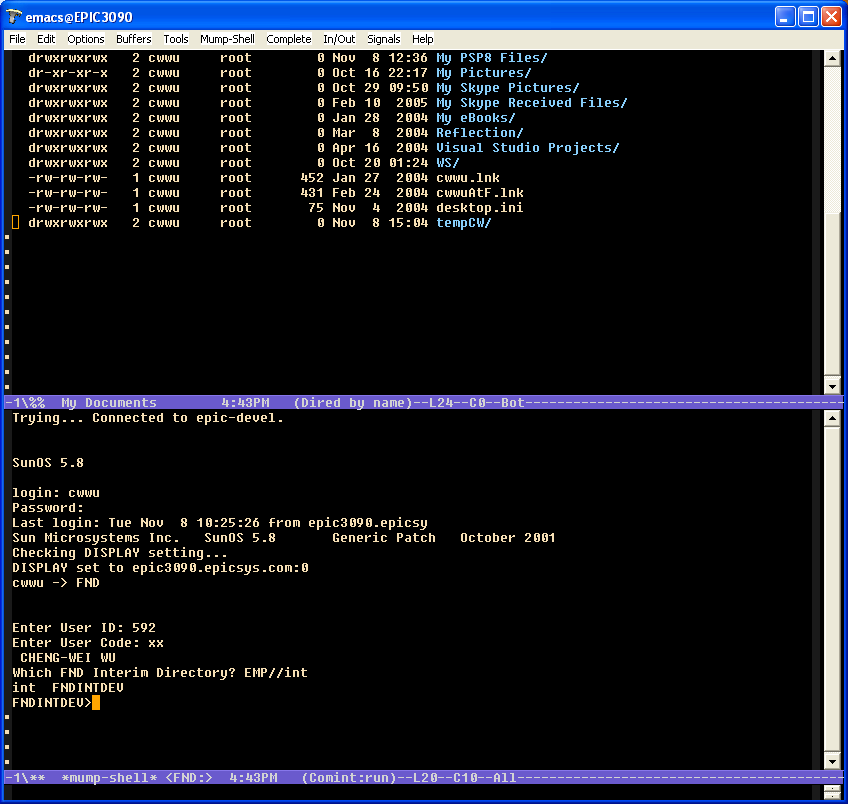 emacs@EPIC3090
File Edit Options Buffers Tools Mump-Shell Complete In/Out Signals Help
drwxrwxrwx 2 cwwu root 0 Nov 8 12:36 My PSP8 Files/
dr-xr-xr-x 2 cwwu root 0 Oct 16 22:17 My Pictures/
drwxrwxrwx 2 cwwu root 0 Oct 29 09:50 My Skype Pictures/
drwxrwxrwx 2 cwwu root 0 Feb 10 2005 My Skype Received Files/
drwxrwxrwx 2 cwwu root 0 Jan 28 2004 My eBooks/
drwxrwxrwx 2 cwwu root 0 Mar 8 2004 Reflection/
drwxrwxrwx 2 cwwu root 0 Apr 16 2004 Visual Studio Projects/
drwxrwxrwx 2 cwwu root 0 Oct 20 01:24 WS/
-rw-rw-rw- 1 cwwu root 452 Jan 27 2004 cwwu.lnk
-rw-rw-rw- 1 cwwu root 431 Feb 24 2004 cwwuAtF.lnk
-rw-rw-rw- 1 cwwu root 75 Nov 4 2004 desktop.ini
drwxrwxrwx 2 cwwu root 0 Nov 8 15:04 tempCW/
-1\%% My Documents 4:43PM (Dired by name)--L24--C0--Bot----------------------------------------
Trying... Connected to epic-devel.
SunOS 5.8
login: cwwu
Password:
Last login: Tue Nov 8 10:25:26 from epic3090.epicsy
Sun Microsystems Inc. SunOS 5.8 Generic Patch October 2001
Checking DISPLAY setting...
DISPLAY set to epic3090.epicsys.com:0
cwwu -> FND
Enter User ID: 592
Enter User Code: xx
CHENG-WEI WU
Which FND Interim Directory? EMP//int
int FNDINTDEV
FNDINTDEV>
-1\** *mump-shell* <FND:> 4:43PM (Comint:run)--L20--C10--All-----------------------------------------